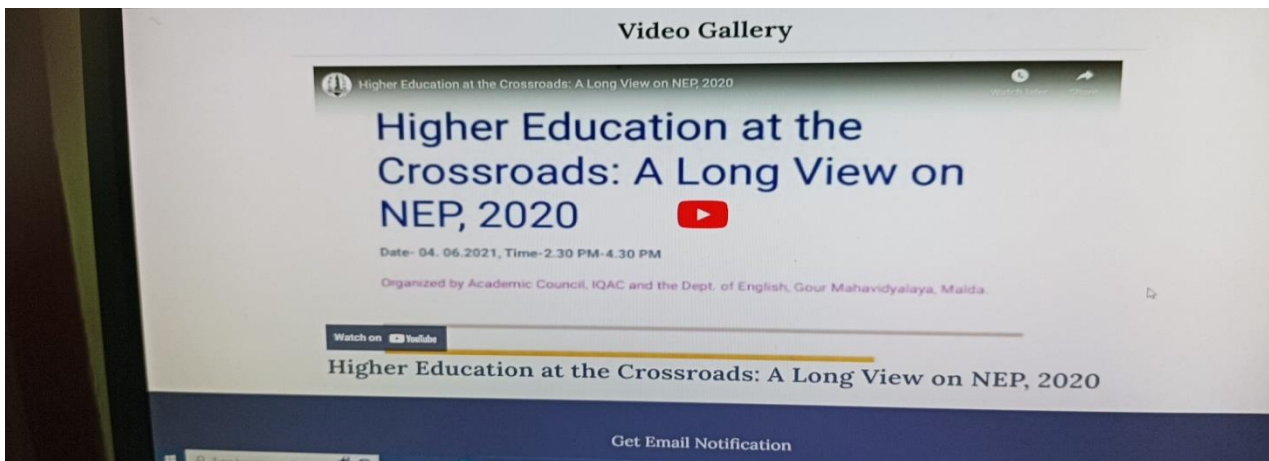 Video Gallery
Higher Education at the Crossroads: A Long View on NEP, 2020
Watch later
Share
Higher Education at the
Crossroads: A Long View on
NEP, 2020
Date- 04. 06.2021, Time-2.30 PM-4.30 PM
Organized by Academic Council, IQAC and the Dept. of English, Gour Mahavidyalaya, Malda.
Watch on YouTube
Higher Education at the Crossroads: A Long View on NEP, 2020
Get Email Notification